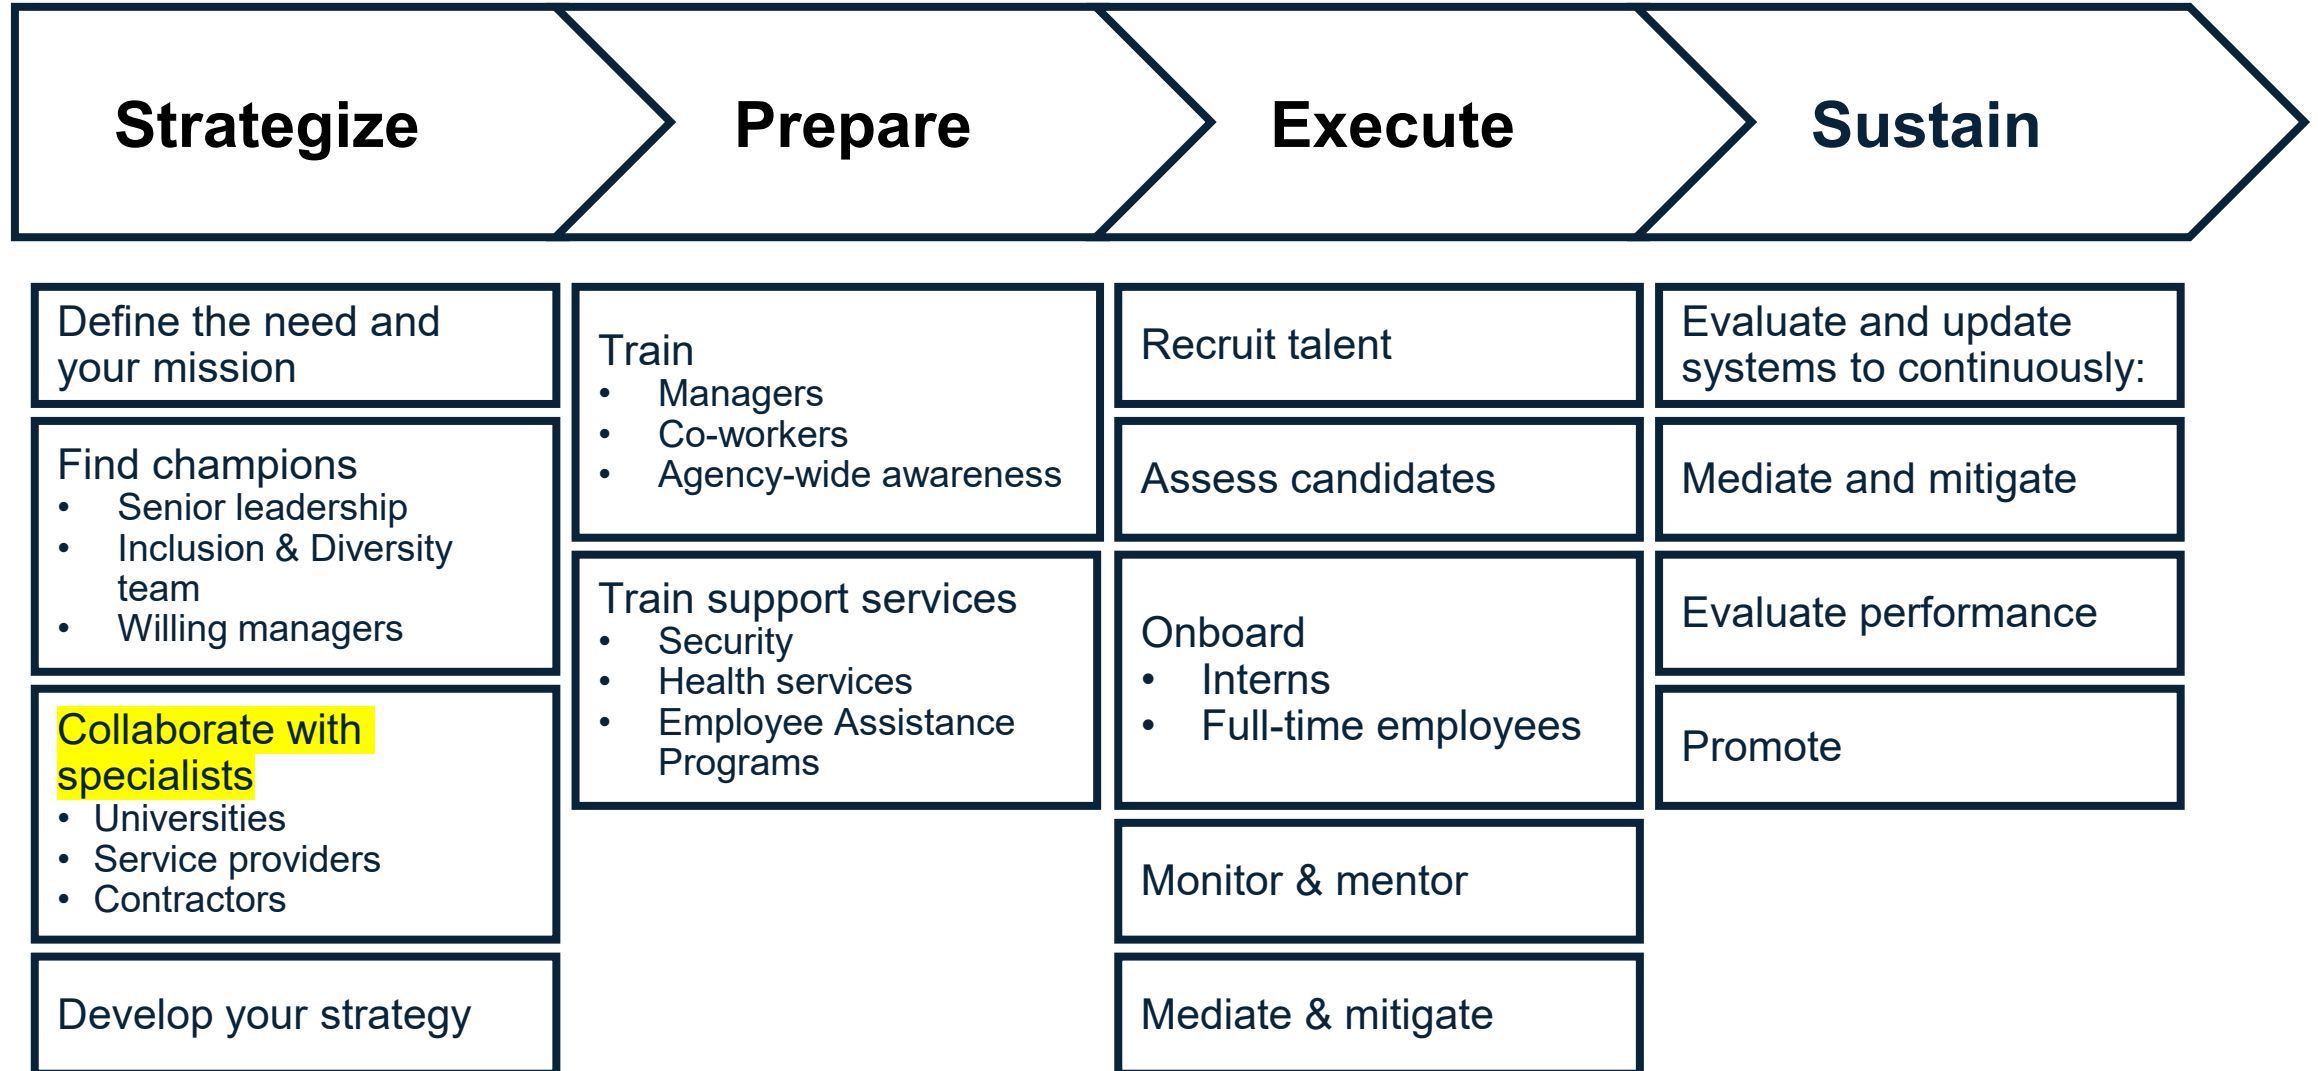 Strategize
Prepare
Execute
Sustain
Define the need and
your mission
Find champions
• Senior leadership
• Inclusion & Diversity
team
• Willing managers
Collaborate with
specialists
• Universities
• Service providers
• Contractors
Develop your strategy
Train
• Managers
• Co-workers
• Agency-wide awareness
Train support services
• Security
• Health services
• Employee Assistance
Programs
Recruit talent
Assess candidates
Onboard
• Interns
• Full-time employees
Monitor & mentor
Mediate & mitigate
Evaluate and update
systems to continuously:
Mediate and mitigate
Evaluate performance
Promote